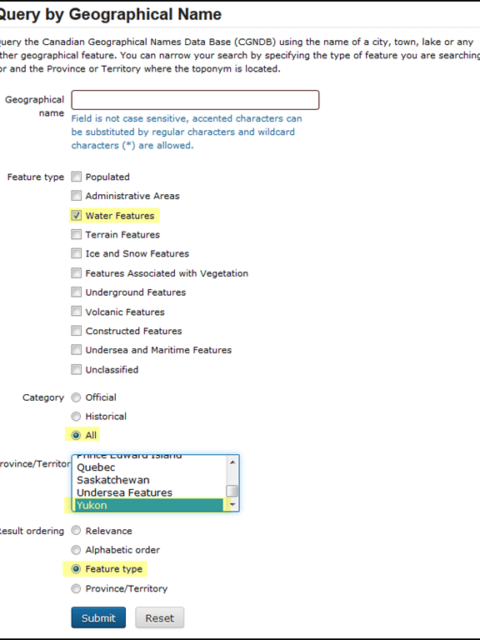 Query by Geographical Name
Query the Canadian Geographical Names Data Base (CGNDB) using the name of a city, town, lake or any
other geographical feature. You can narrow your search by specifying the type of feature you are searching
for and the Province or Territory where the toponym is located.
Geographical
name
Field is not case sensitive, accented characters can
be substituted by regular characters and wildcard
characters (*) are allowed.
Feature type
Populated
Administrative Areas
Water Features
Terrain Features
Ice and Snow Features
Features Associated with Vegetation
Underground Features
Volcanic Features
Constructed Features
Undersea and Maritime Features
Unclassified
Category
Official
Historical
All
Province/Territor
Prince Edward Island
Quebec
Saskatchewan
Undersea Features
Yukon
Result ordering
Relevance
Alphabetic order
Feature type
Province/Territory
Submit
Reset